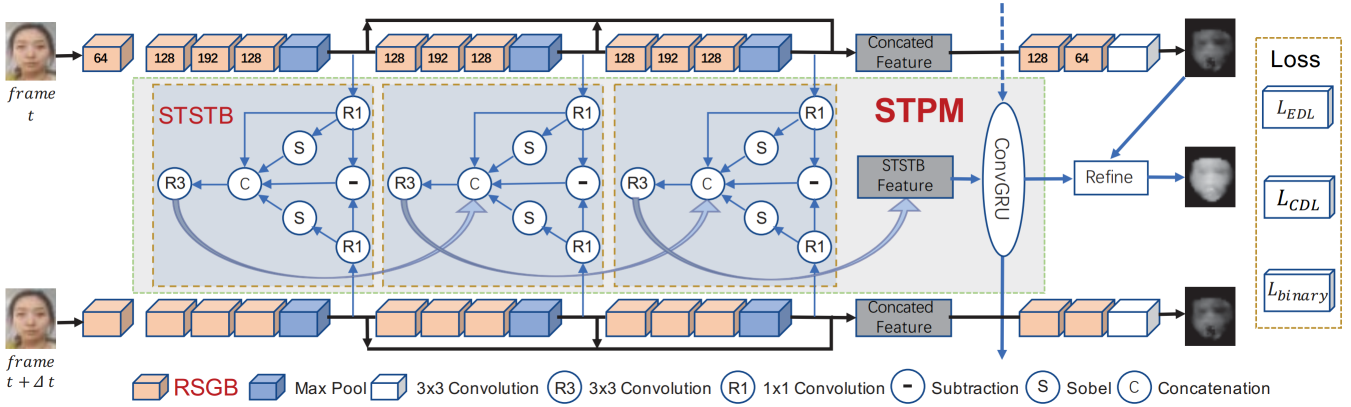 frame
t
64
128 192 128
128 192 128
128 192 128
Concated
Feature
128 64
Loss
L_EDL
L_CDL
L_binary
STSTB
STPM
R1
R1
R1
S
S
S
R3 C -
R3 C -
R3 C -
S
S
S
R1
R1
R1
STSTB
Feature
ConvGRU
Refine
frame
t + Δt
Concated
Feature
RSGB
Max Pool
3x3 Convolution
R3 3x3 Convolution
R1 1x1 Convolution
- Subtraction
S Sobel
C Concatenation